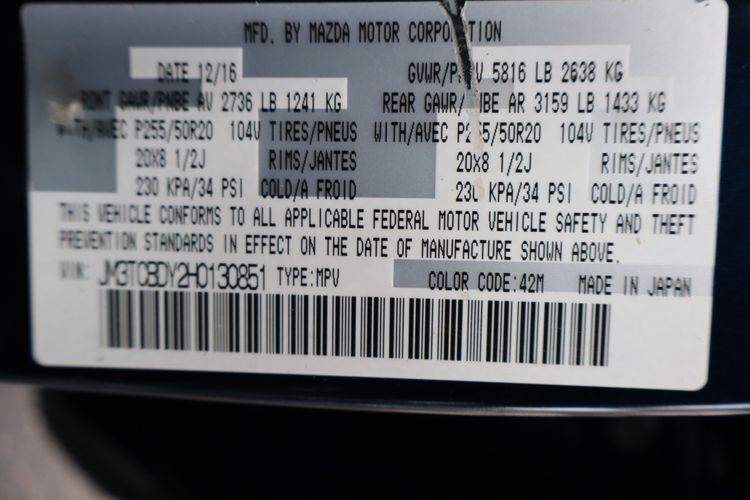 MFD. BY MAZDA MOTOR CORPORATION
DATE 12/16 GVWR/PNBV 5816 LB 2638 KG
FRONT GAWR/PNBE AV 2736 LB 1241 KG REAR GAWR/PNBE AR 3159 LB 1433 KG
WITH/AVEC P255/50R20 104V TIRES/PNEUS WITH/AVEC P255/50R20 104V TIRES/PNEUS
20X8 1/2J RIMS/JANTES 20X8 1/2J RIMS/JANTES
230 KPA/34 PSI COLD/A FROID 230 KPA/34 PSI COLD/A FROID
THIS VEHICLE CONFORMS TO ALL APPLICABLE FEDERAL MOTOR VEHICLE SAFETY AND THEFT
PREVENTION STANDARDS IN EFFECT ON THE DATE OF MANUFACTURE SHOWN ABOVE.
VIN: JM3TCBDY2H0130851 TYPE:MPV COLOR CODE:42M MADE IN JAPAN